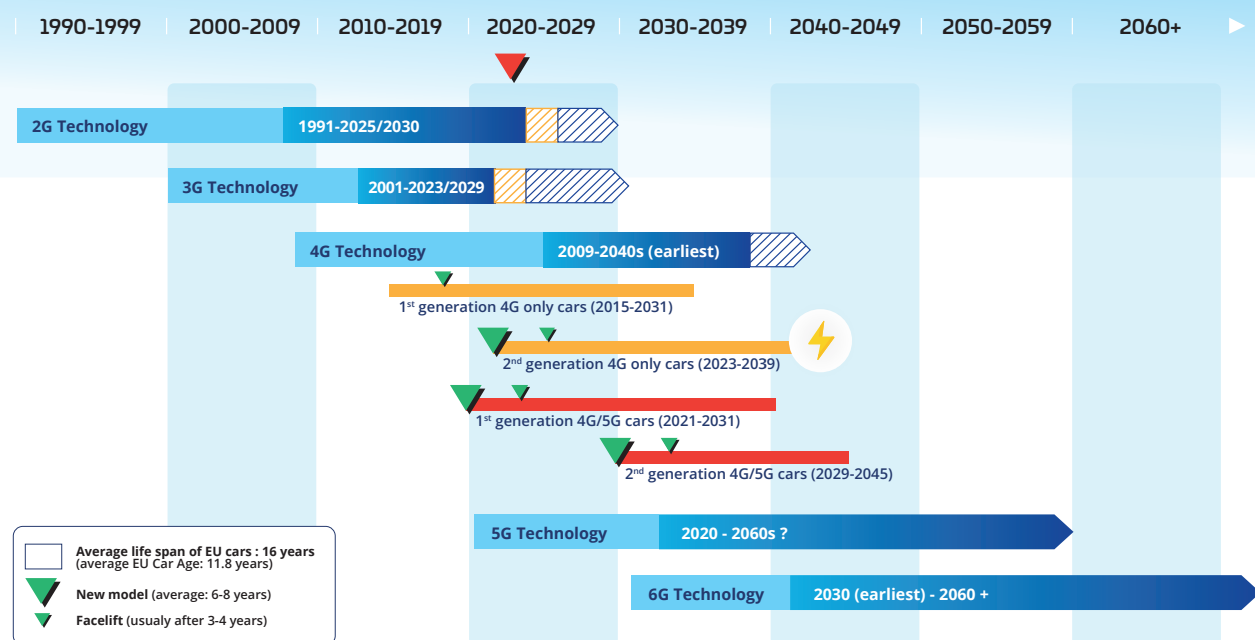 1990-1999
2000-2009
2010-2019
2020-2029
2030-2039
2040-2049
2050-2059
2060+
2G Technology
1991-2025/2030
3G Technology
2001-2023/2029
4G Technology
2009-2040s (earliest)
1st generation 4G only cars (2015-2031)
2nd generation 4G only cars (2023-2039)
1st generation 4G/5G cars (2021-2031)
2nd generation 4G/5G cars (2029-2045)
5G Technology
2020 - 2060s ?
6G Technology
2030 (earliest) - 2060 +
Average life span of EU cars : 16 years
(average EU Car Age: 11.8 years)
New model (average: 6-8 years)
Facelift (usualy after 3-4 years)